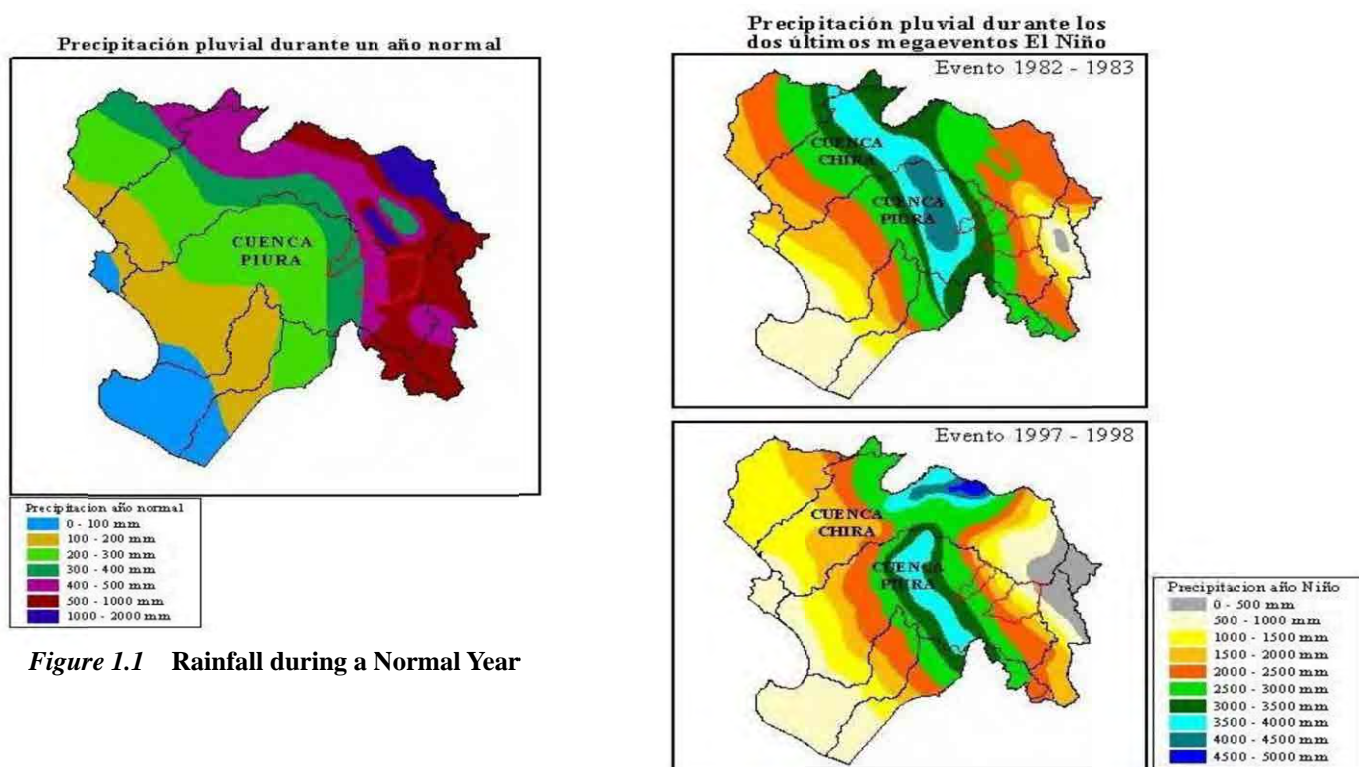 Precipitación pluvial durante un año normal
CUENCA
PIURA
Precipitacion año normal
0 - 100 mm
100 - 200 mm
200 - 300 mm
300 - 400 mm
400 - 500 mm
500 - 1000 mm
1000 - 2000 mm
Figure 1.1 Rainfall during a Normal Year
Precipitación pluvial durante los
dos últimos megaeventos El Niño
Evento 1982 - 1983
CUENCA
CHIRA
CUENCA
PIURA
Evento 1997 - 1998
CUENCA
CHIRA
CUENCA
PIURA
Precipitacion año Niño
0 - 500 mm
500 - 1000 mm
1000 - 1500 mm
1500 - 2000 mm
2000 - 2500 mm
2500 - 3000 mm
3000 - 3500 mm
3500 - 4000 mm
4000 - 4500 mm
4500 - 5000 mm